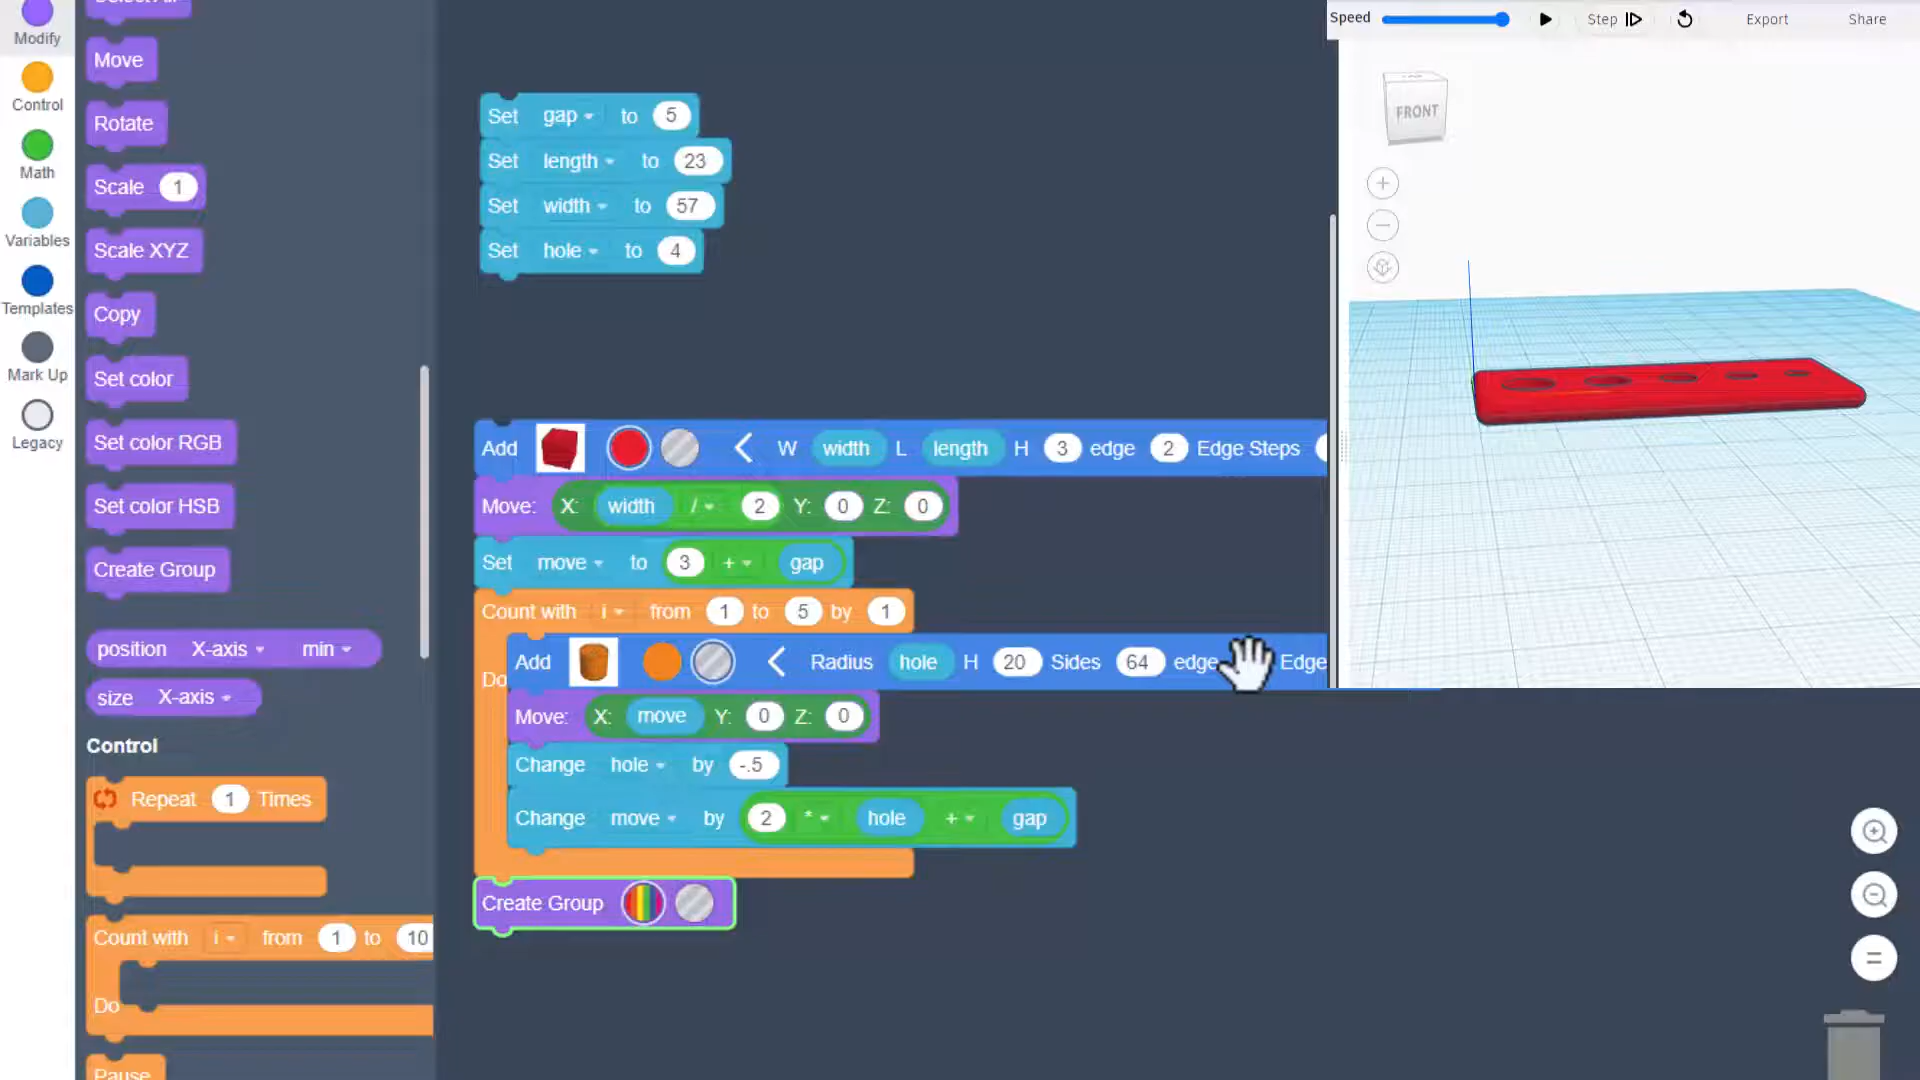 Modify
Control
Math
Variables
Templates
Mark Up
Legacy
Move
Rotate
Scale 1
Scale XYZ
Copy
Set color
Set color RGB
Set color HSB
Create Group
position X-axis min
size X-axis
Control
Repeat 1 Times
Count with i from 1 to 10
Do
Pause
Set gap to 5
Set length to 23
Set width to 57
Set hole to 4
Add W width L length H 3 edge 2 Edge Steps
Move: X: width / 2 Y: 0 Z: 0
Set move to 3 + gap
Count with i from 1 to 5 by 1
Do
Add Radius hole H 20 Sides 64 edge Edge
Move: X: move Y: 0 Z: 0
Change hole by -.5
Change move by 2 * hole + gap
Create Group
Speed
Step
Export
Share
FRONT